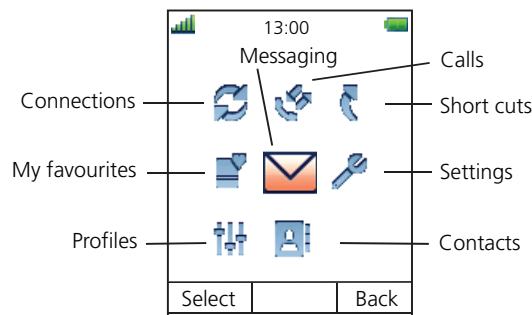 13:00
Messaging
Calls
Connections
Short cuts
My favourites
Settings
Profiles
Contacts
Select
Back